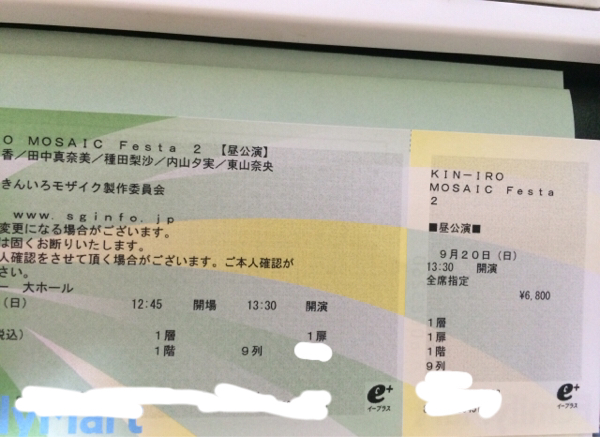 O MOSAIC Festa 2 【昼公演】
香／田中真奈美／種田梨沙／内山夕実／東山奈央
きんいろモザイク製作委員会
www.sginfo.jp
変更になる場合がございます。
は固くお断りいたします。
人確認をさせて頂く場合がございます。ご本人確認が
さい。
ー 大ホール
(日) 12:45 開場 13:30 開演
税込) 1層 1扉
1階 9列
e+
イープラス
lyMart
KIN-IRO
MOSAIC Festa
2
■昼公演■
9月20日(日)
13:30 開演
全席指定
¥6,800
1層
1扉
1階
9列
e+
イープラス